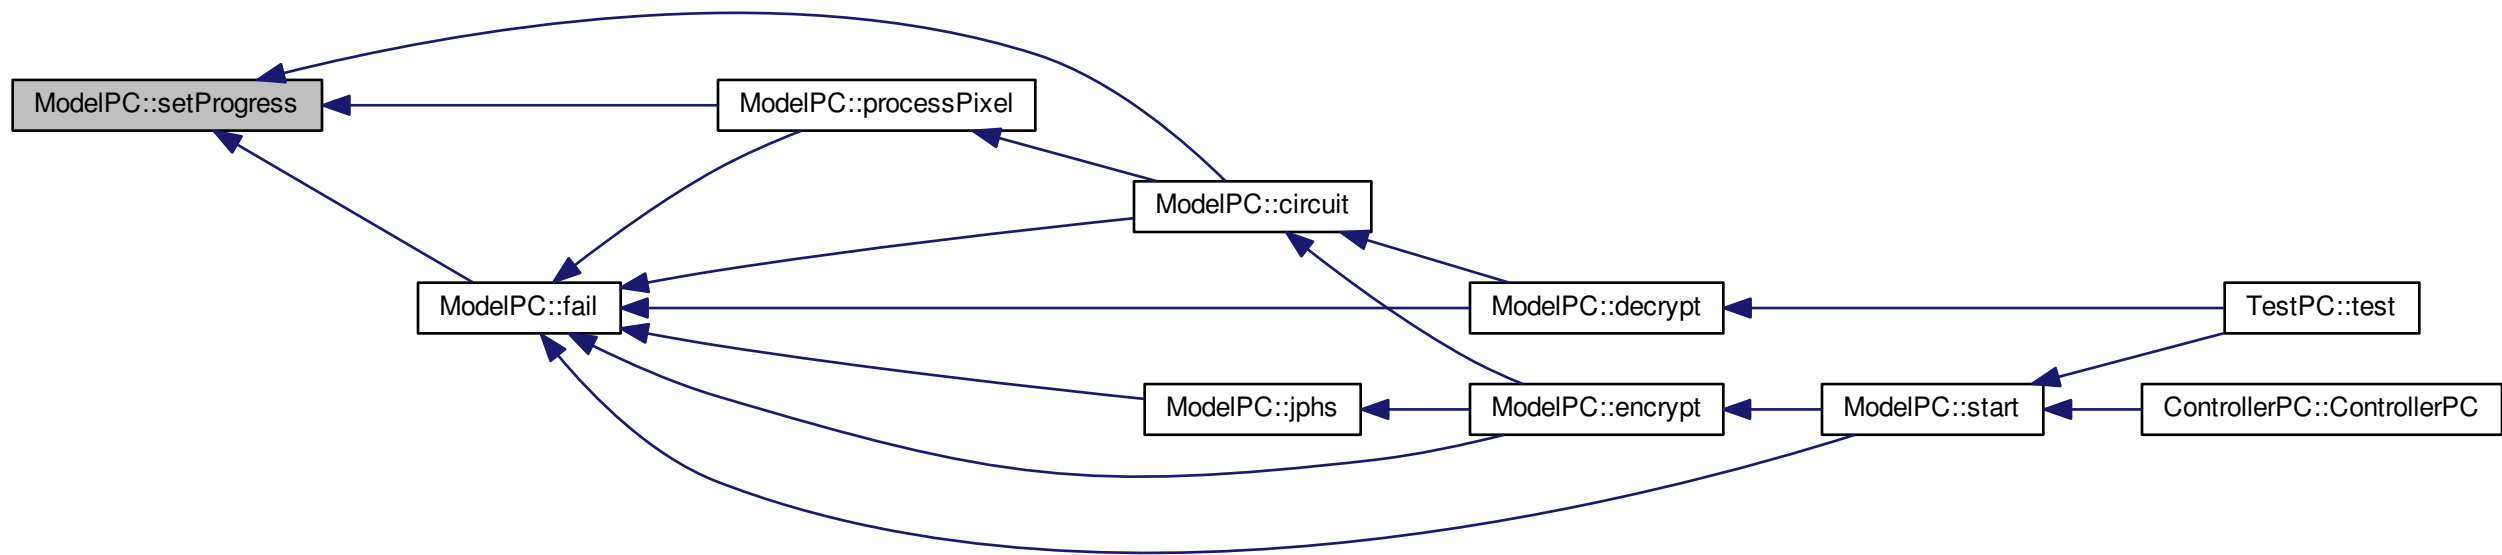 ModelPC::setProgress
ModelPC::processPixel
ModelPC::circuit
ModelPC::fail
ModelPC::decrypt
TestPC::test
ModelPC::jphs
ModelPC::encrypt
ModelPC::start
ControllerPC::ControllerPC